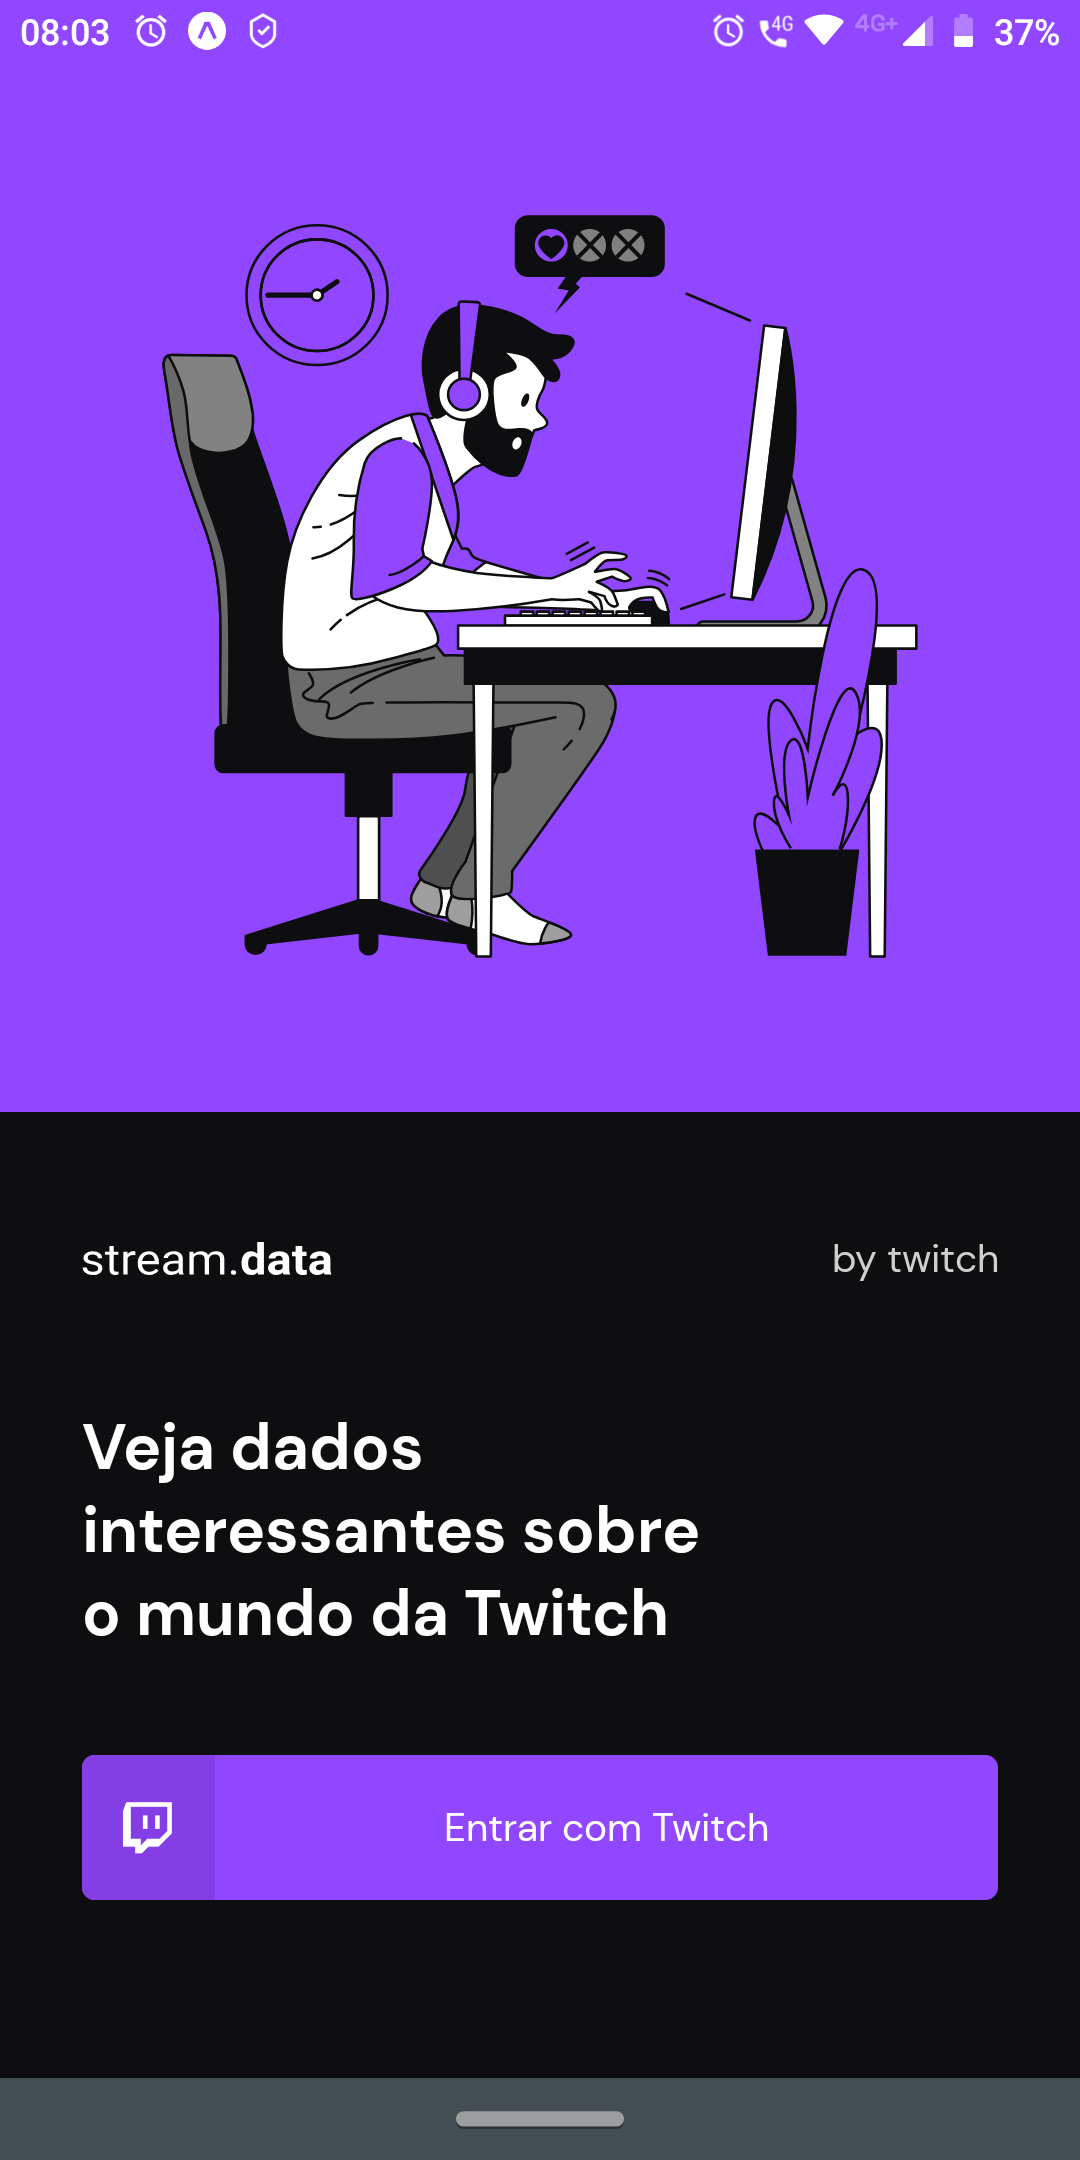 08:03
4G
4G+
37%
stream.data
by twitch
Veja dados
interessantes sobre
o mundo da Twitch
Entrar com Twitch